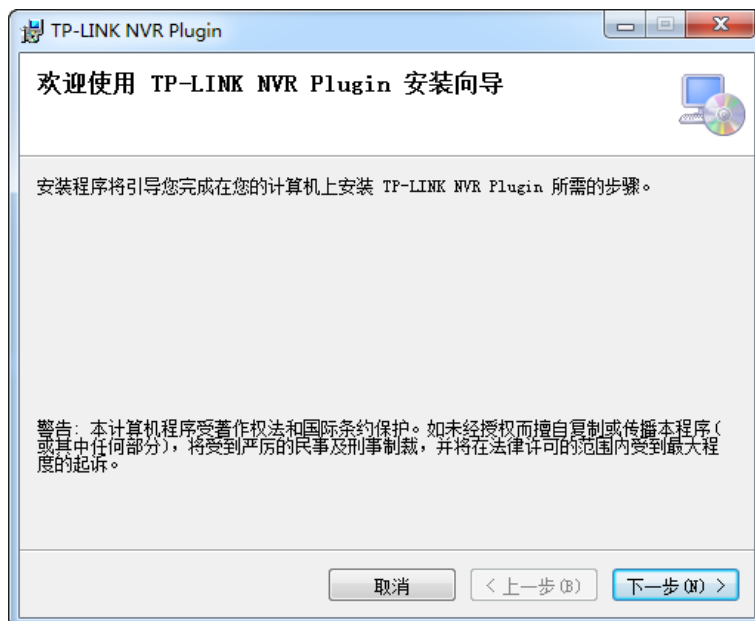 TP-LINK NVR Plugin
欢迎使用 TP-LINK NVR Plugin 安装向导
安装程序将引导您完成在您的计算机上安装 TP-LINK NVR Plugin 所需的步骤。
警告: 本计算机程序受著作权法和国际条约保护。如未经授权而擅自复制或传播本程序(
或其中任何部分)，将受到严厉的民事及刑事制裁，并将在法律许可的范围内受到最大程
度的起诉。
取消
< 上一步(B)
下一步(N) >